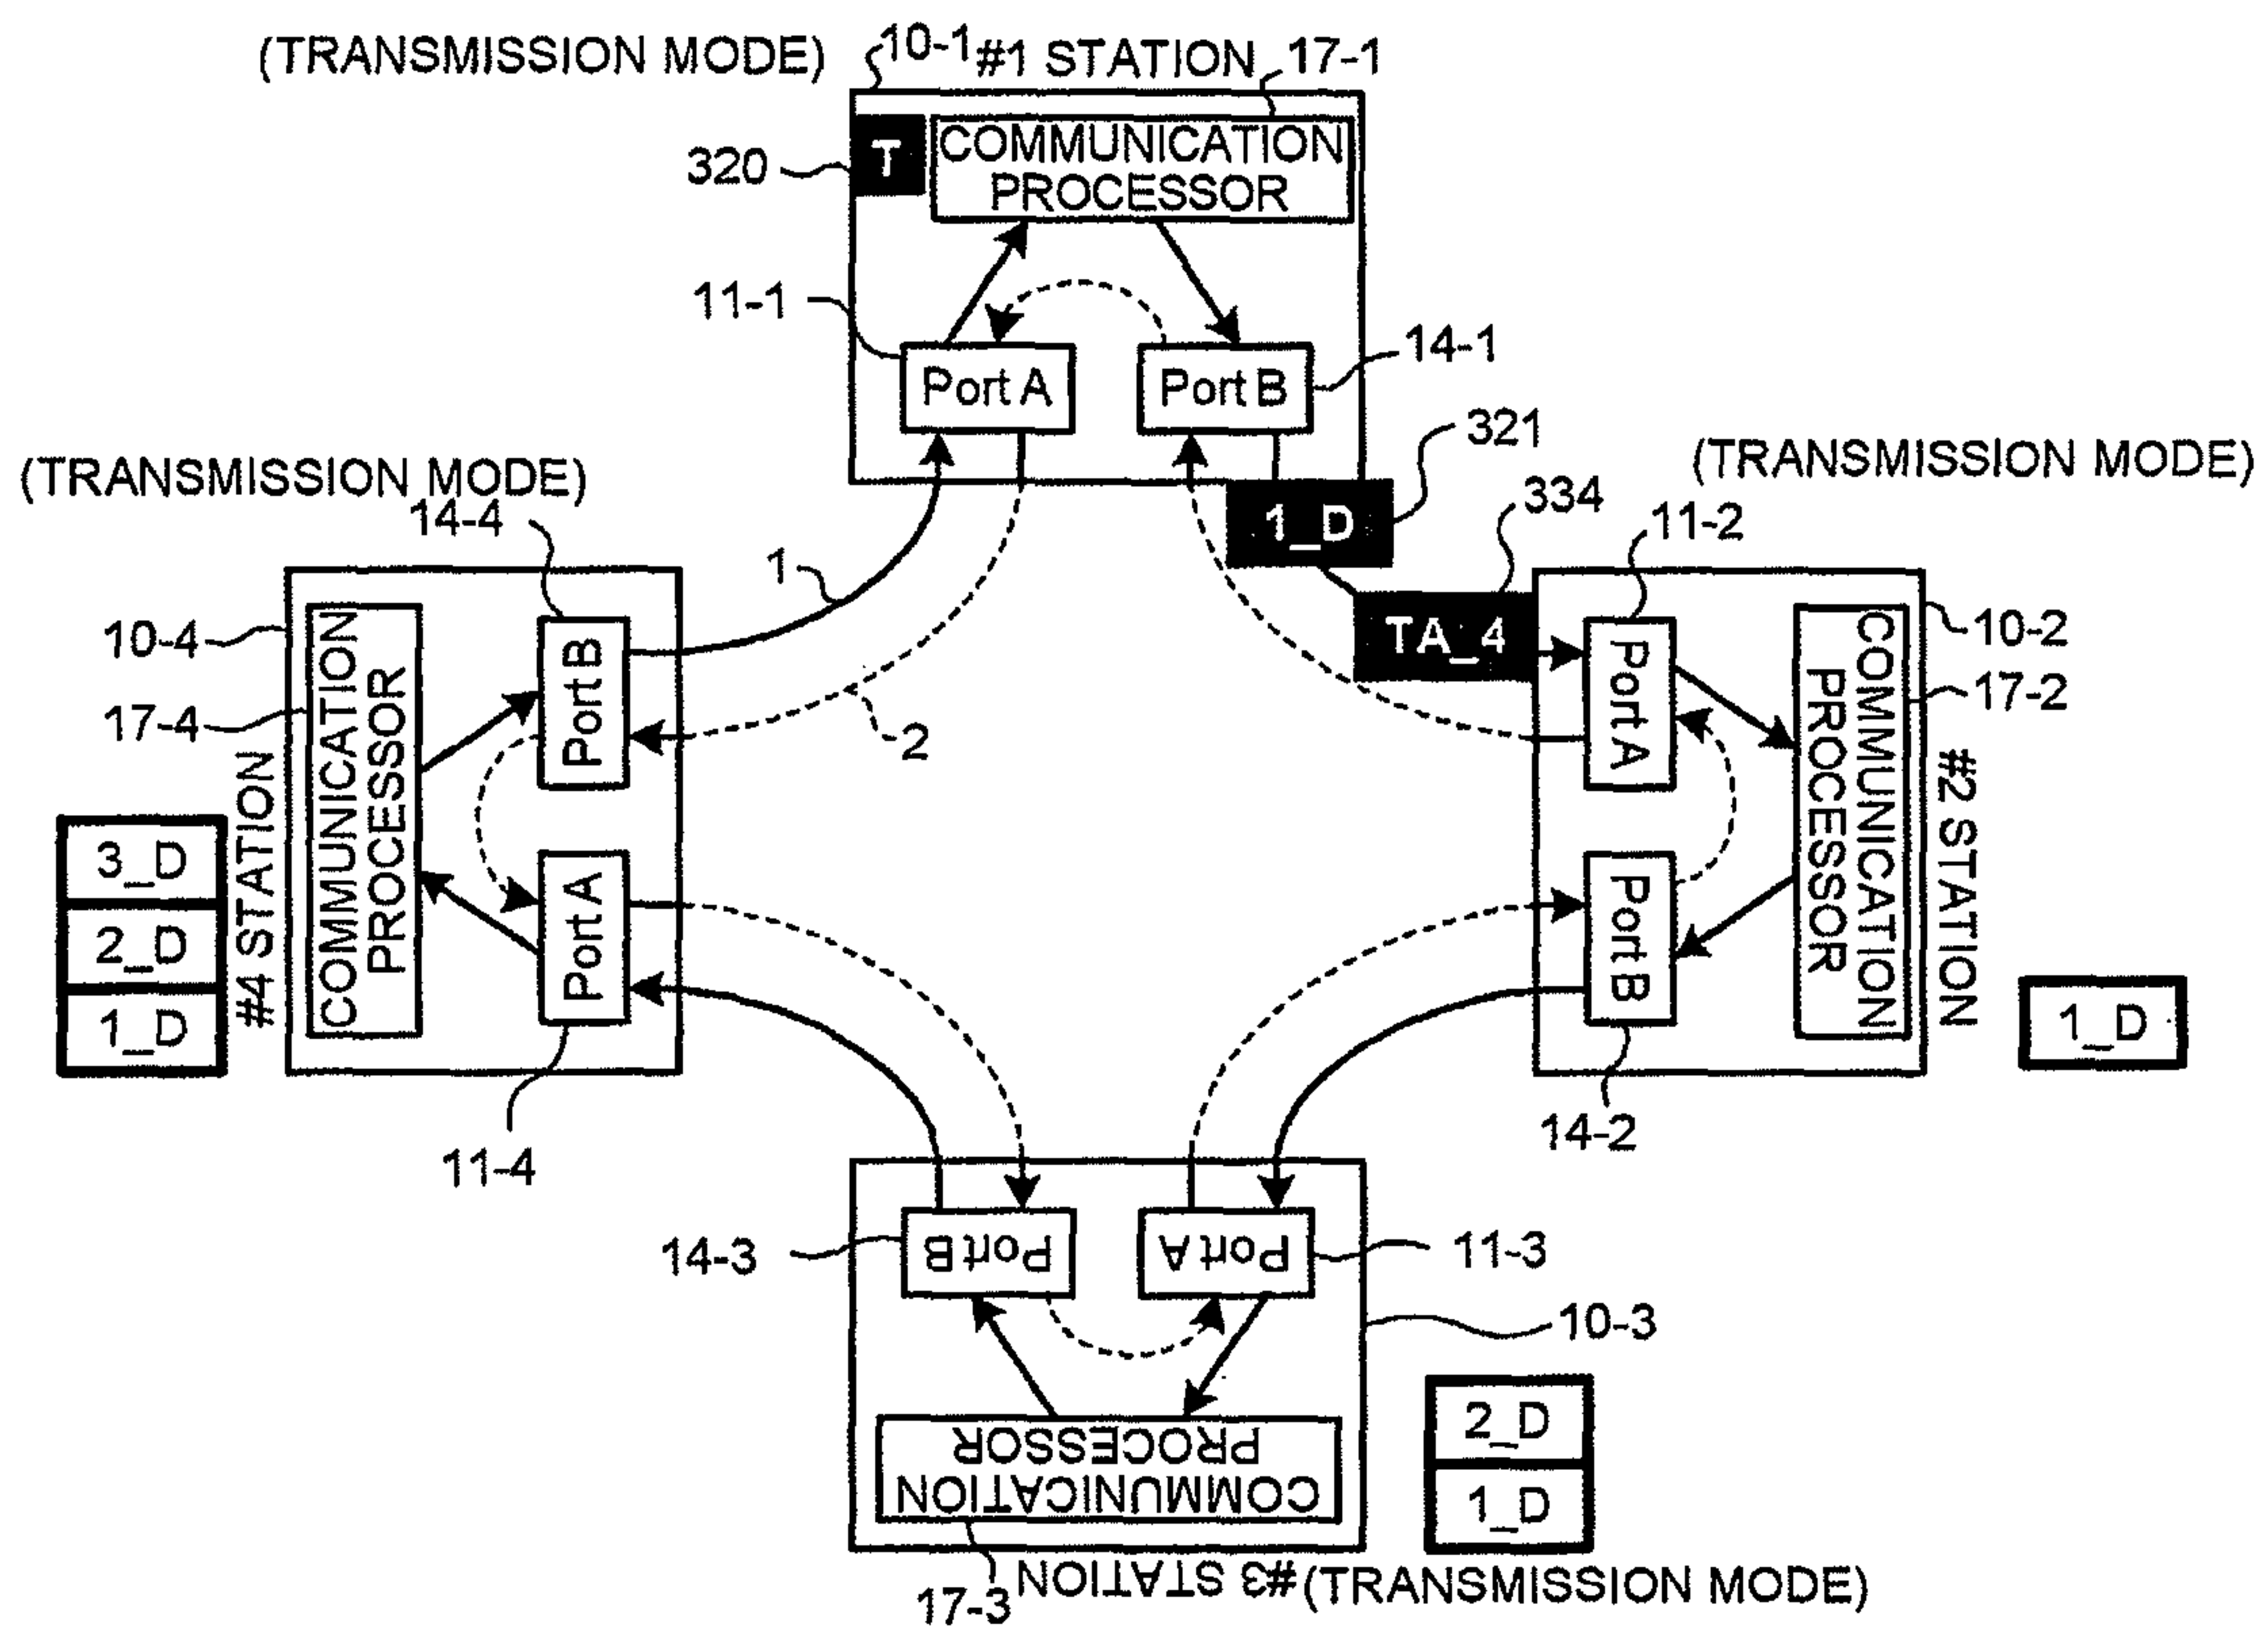 (TRANSMISSION MODE)
10-1
#1 STATION
17-1
320
T
COMMUNICATION
PROCESSOR
11-1
Port A
Port B
14-1
321
1_D
334
TA_4
(TRANSMISSION MODE)
14-4
1
2
10-4
17-4
COMMUNICATION
PROCESSOR
Port B
Port A
#4 STATION
3_D
2_D
1_D
11-4
(TRANSMISSION MODE)
11-2
10-2
17-2
Port A
Port B
COMMUNICATION
PROCESSOR
#2 STATION
1_D
14-2
14-3
Port B
Port A
11-3
10-3
COMMUNICATION
PROCESSOR
2_D
1_D
17-3
#3 STATION
(TRANSMISSION MODE)